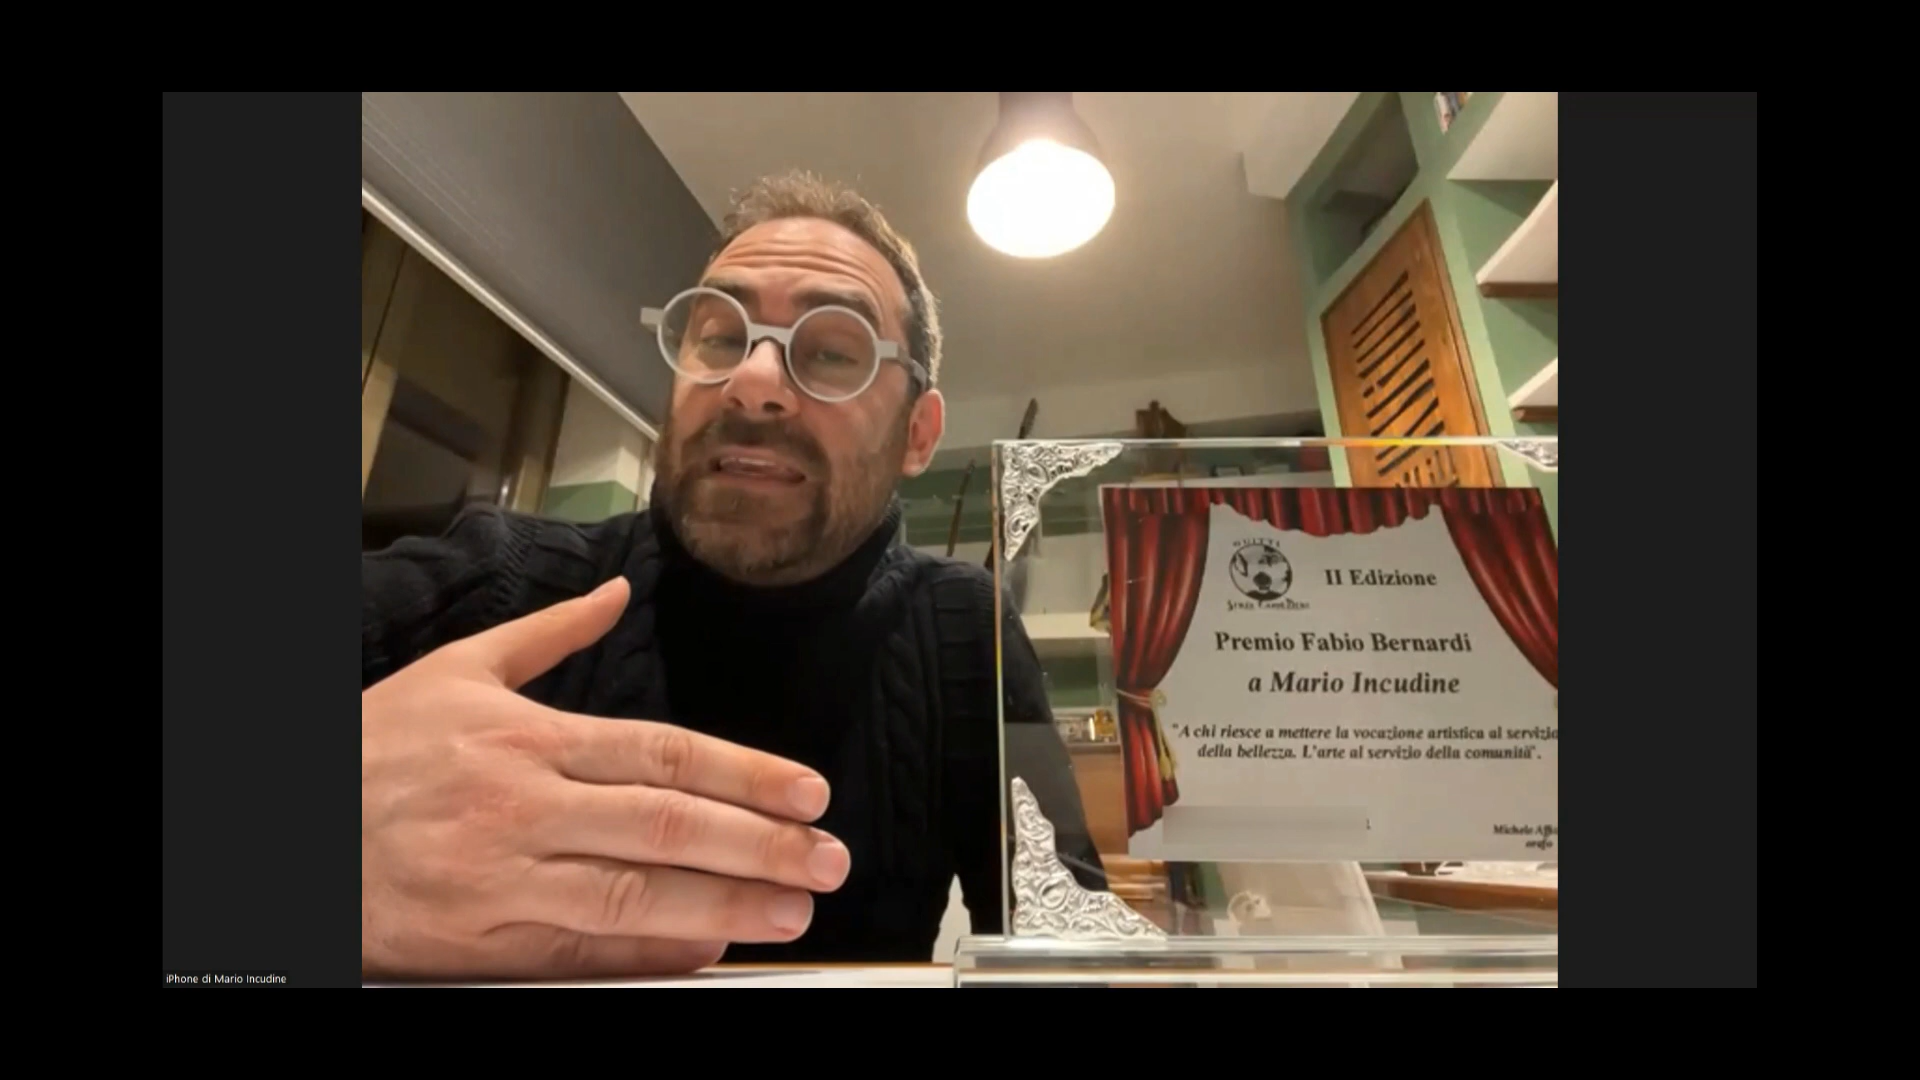 II Edizione
Premio Fabio Bernardi
a Mario Incudine
"A chi riesce a mettere la vocazione artistica al servizio
della bellezza. L'arte al servizio della comunità".
Michele
orafo
iPhone di Mario Incudine